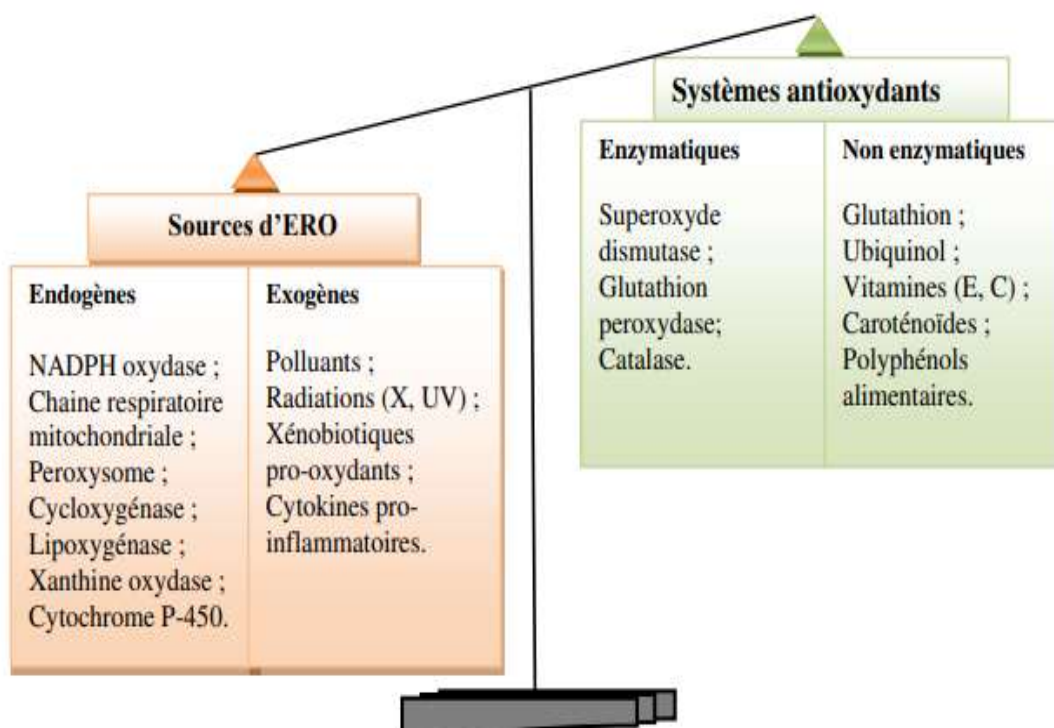 Systèmes antioxydants
Enzymatiques
Superoxyde
dismutase ;
Glutathion
peroxydase;
Catalase.
Non enzymatiques
Glutathion ;
Ubiquinol ;
Vitamines (E, C) ;
Caroténoïdes ;
Polyphénols
alimentaires.
Sources d’ERO
Endogènes
NADPH oxydase ;
Chaine respiratoire
mitochondriale ;
Peroxysome ;
Cycloxygénase ;
Lipoxygénase ;
Xanthine oxydase ;
Cytochrome P-450.
Exogènes
Polluants ;
Radiations (X, UV) ;
Xénobiotiques
pro-oxydants ;
Cytokines pro-
inflammatoires.